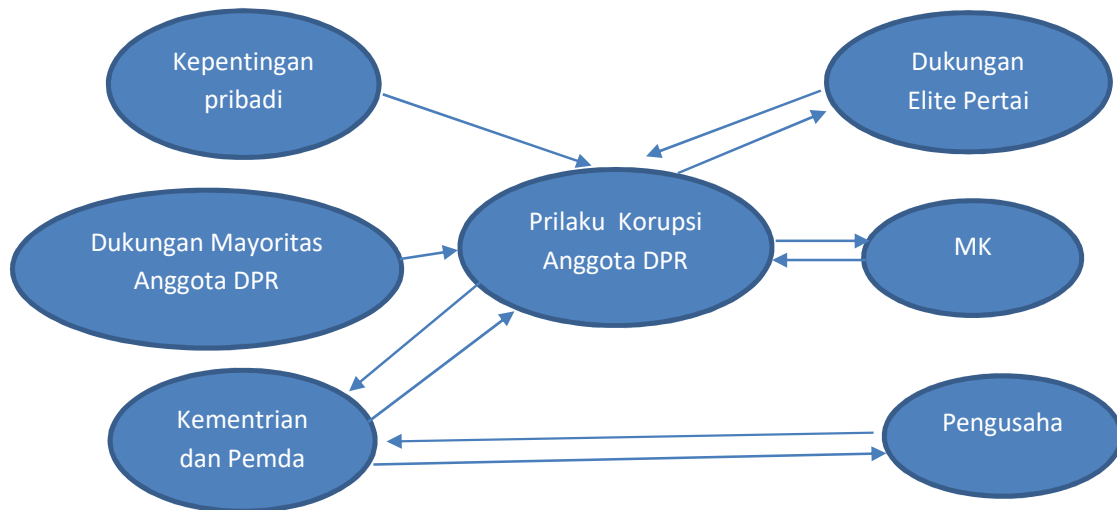 Kepentingan
pribadi
Dukungan
Elite Pertai
Dukungan Mayoritas
Anggota DPR
Prilaku Korupsi
Anggota DPR
MK
Kementrian
dan Pemda
Pengusaha